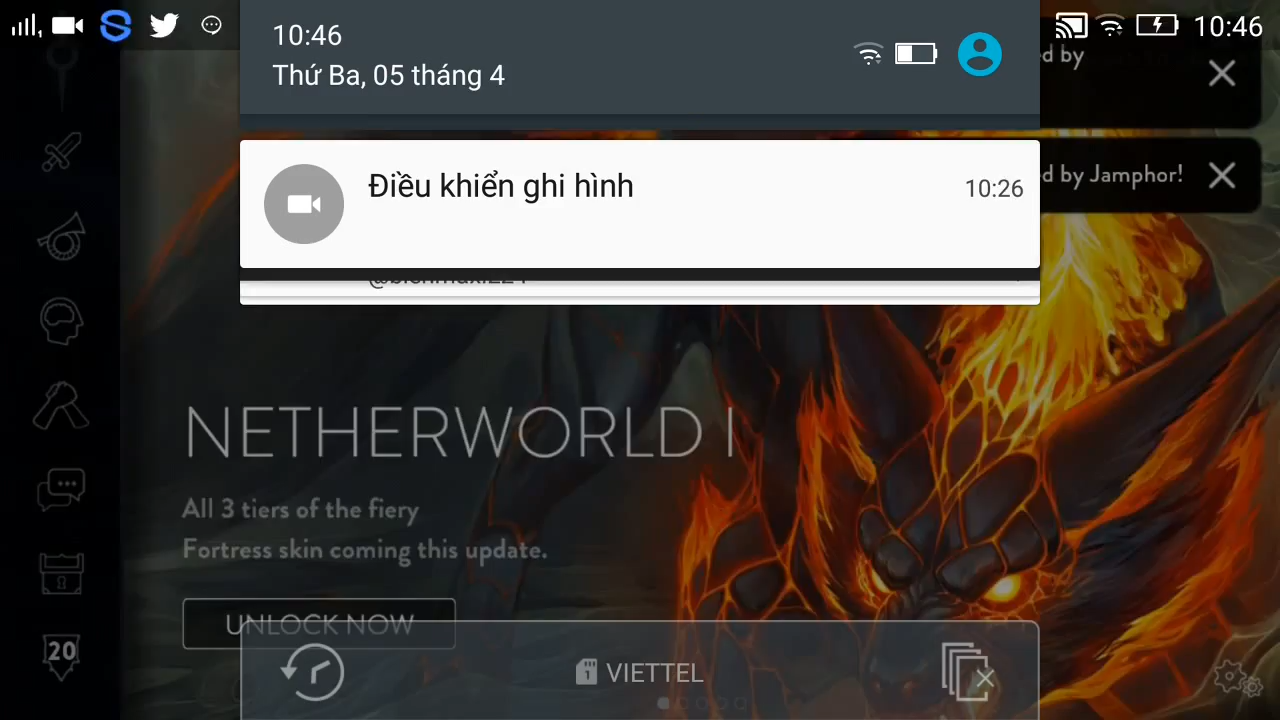 10:46
10:46
Thứ Ba, 05 tháng 4
d by
Điều khiển ghi hình
10:26
d by Jamphor!
NETHERWORLD I
All 3 tiers of the fiery
Fortress skin coming this update.
UNLOCK NOW
20
1 VIETTEL